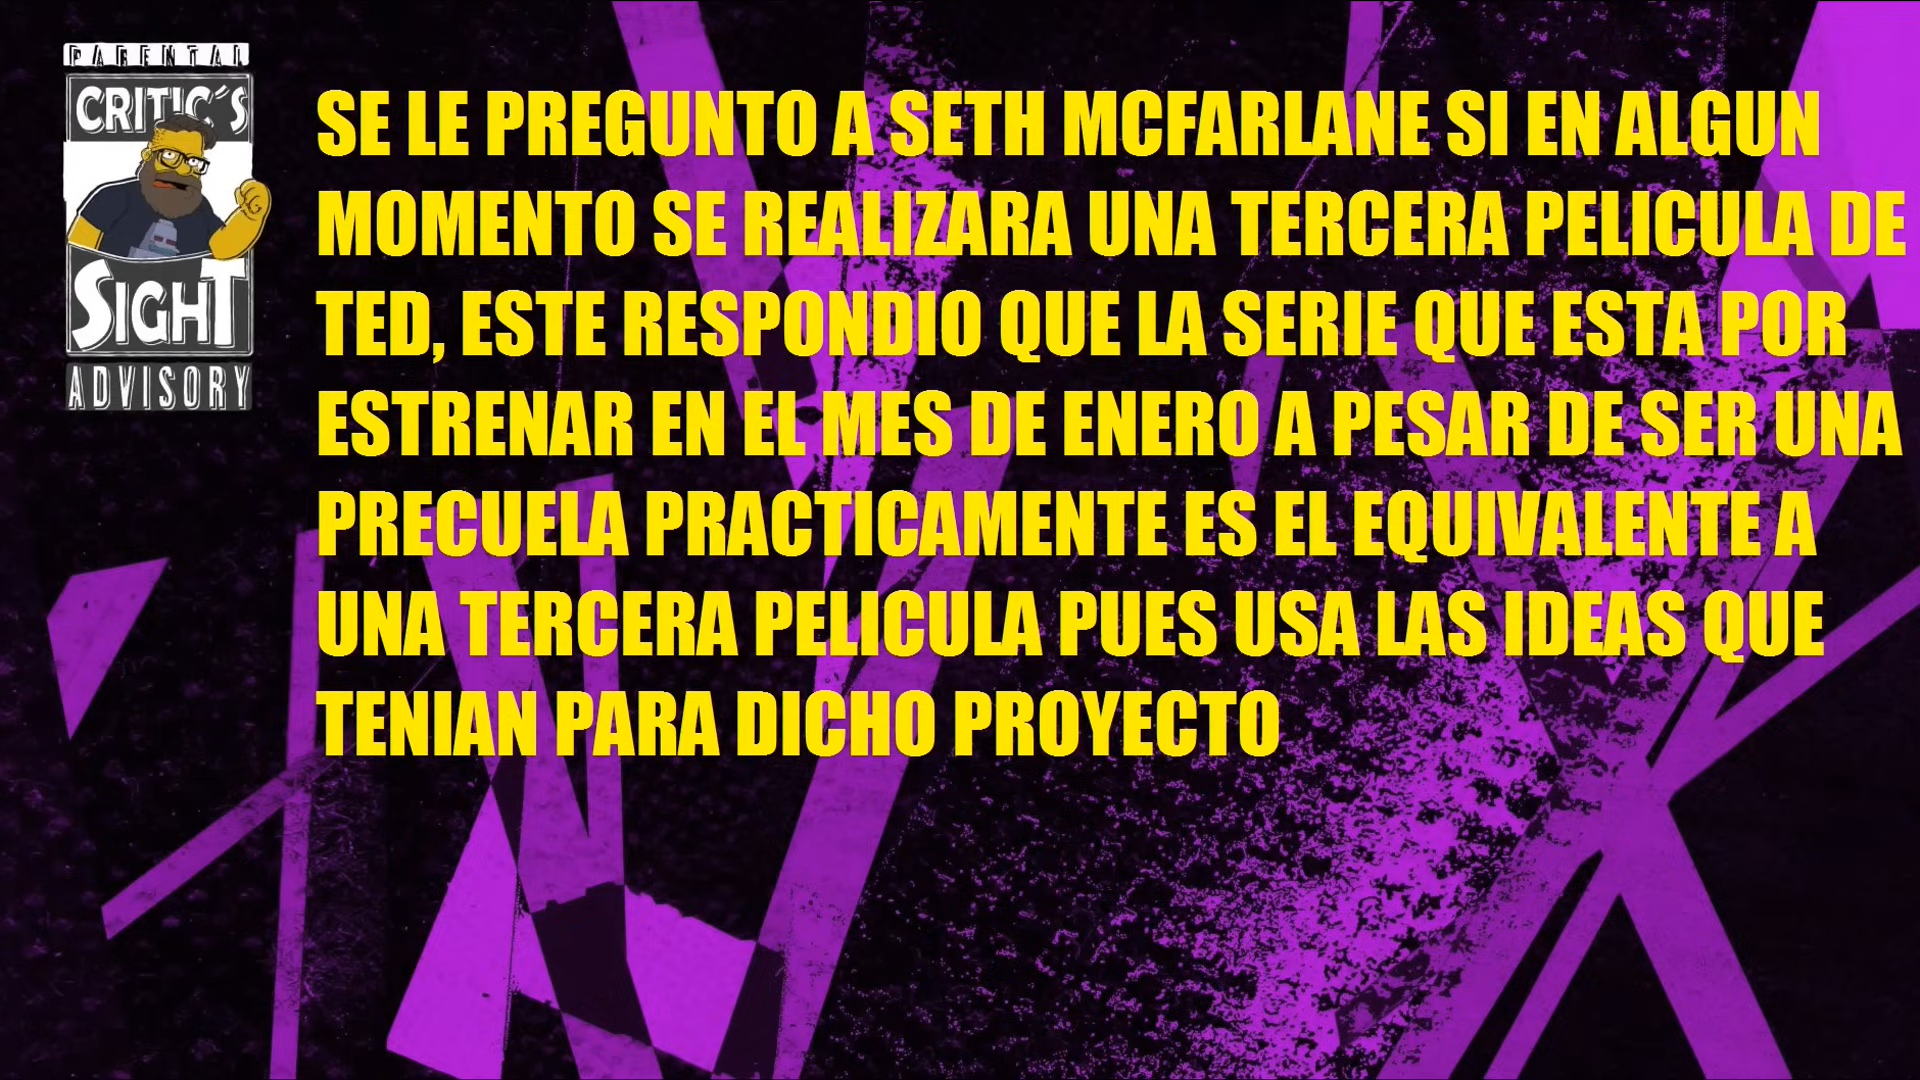 PARENTAL
CRITIC'S
SIGHT
ADVISORY
SE LE PREGUNTO A SETH MCFARLANE SI EN ALGUN
MOMENTO SE REALIZARA UNA TERCERA PELICULA DE
TED, ESTE RESPONDIO QUE LA SERIE QUE ESTA POR
ESTRENAR EN EL MES DE ENERO A PESAR DE SER UNA
PRECUELA PRACTICAMENTE ES EL EQUIVALENTE A
UNA TERCERA PELICULA PUES USA LAS IDEAS QUE
TENIAN PARA DICHO PROYECTO